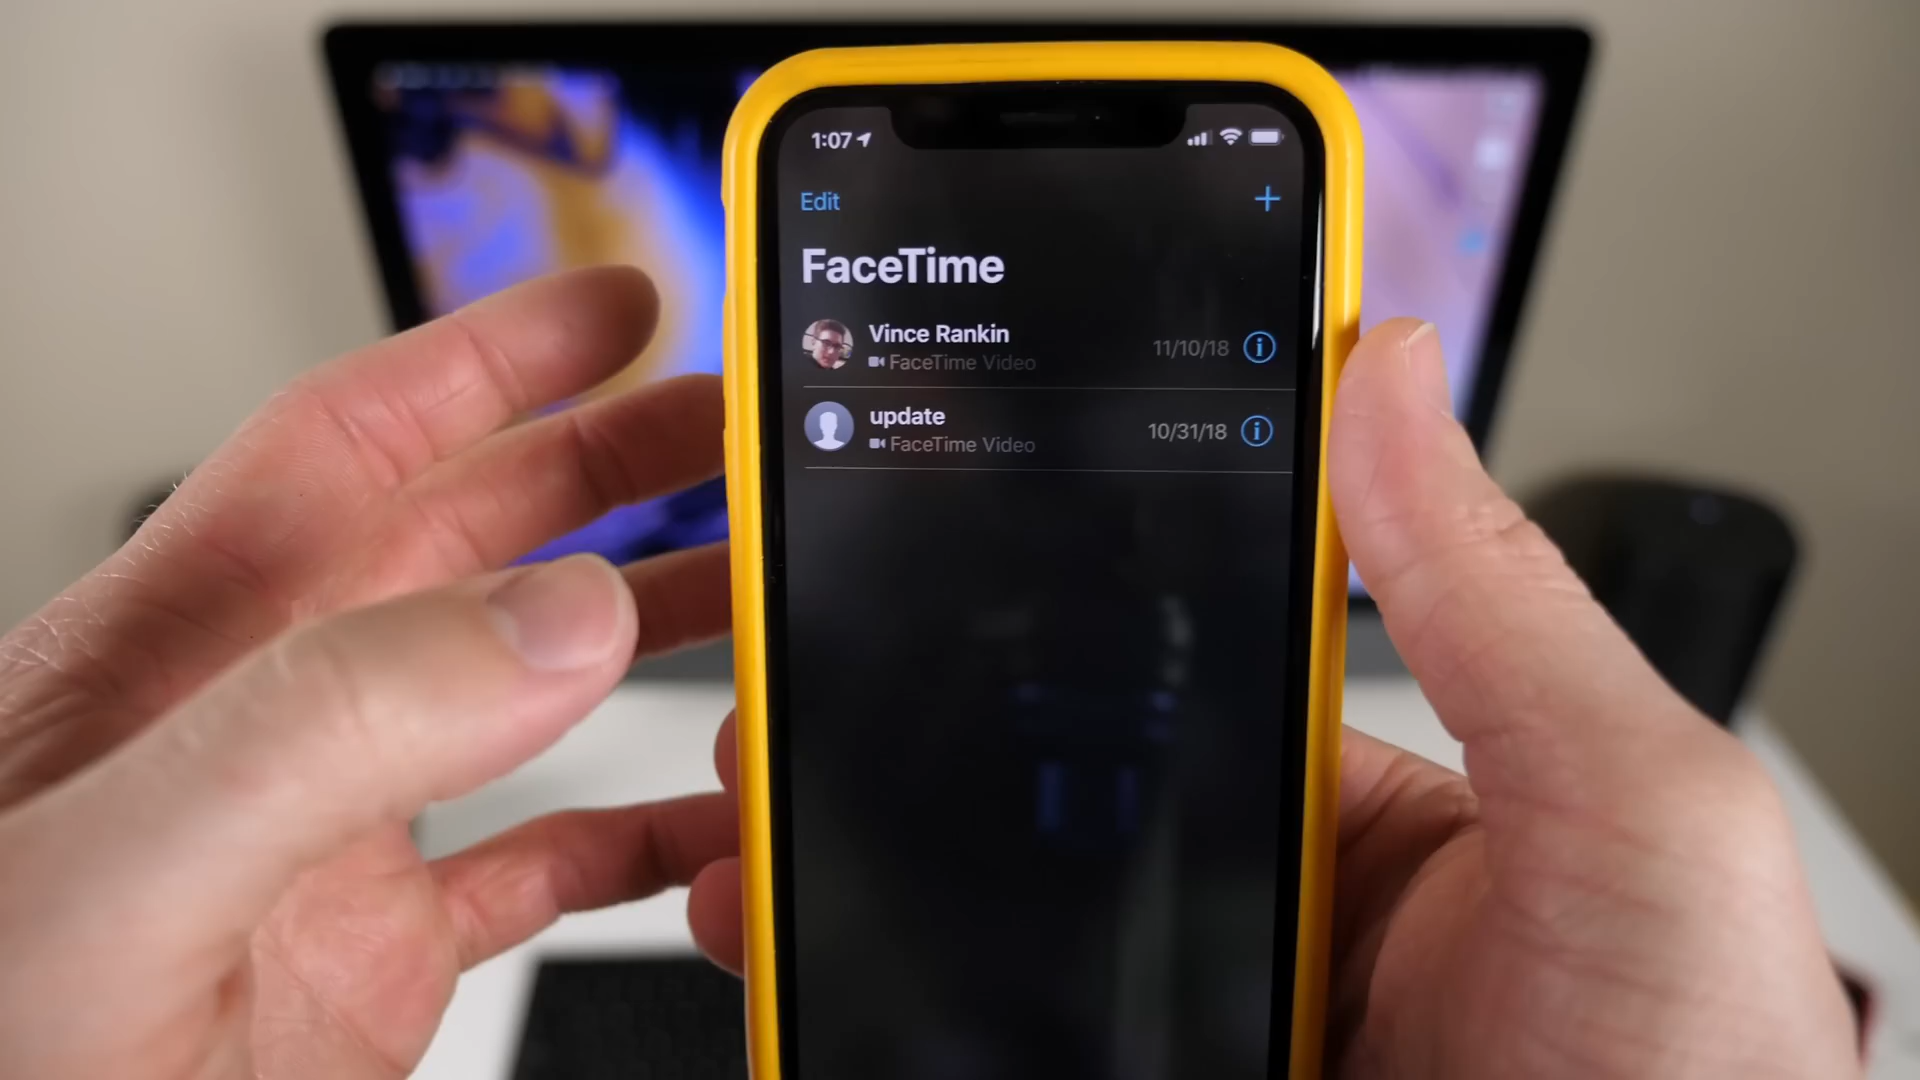 1:07
Edit
+
FaceTime
Vince Rankin
FaceTime Video
11/10/18
update
FaceTime Video
10/31/18